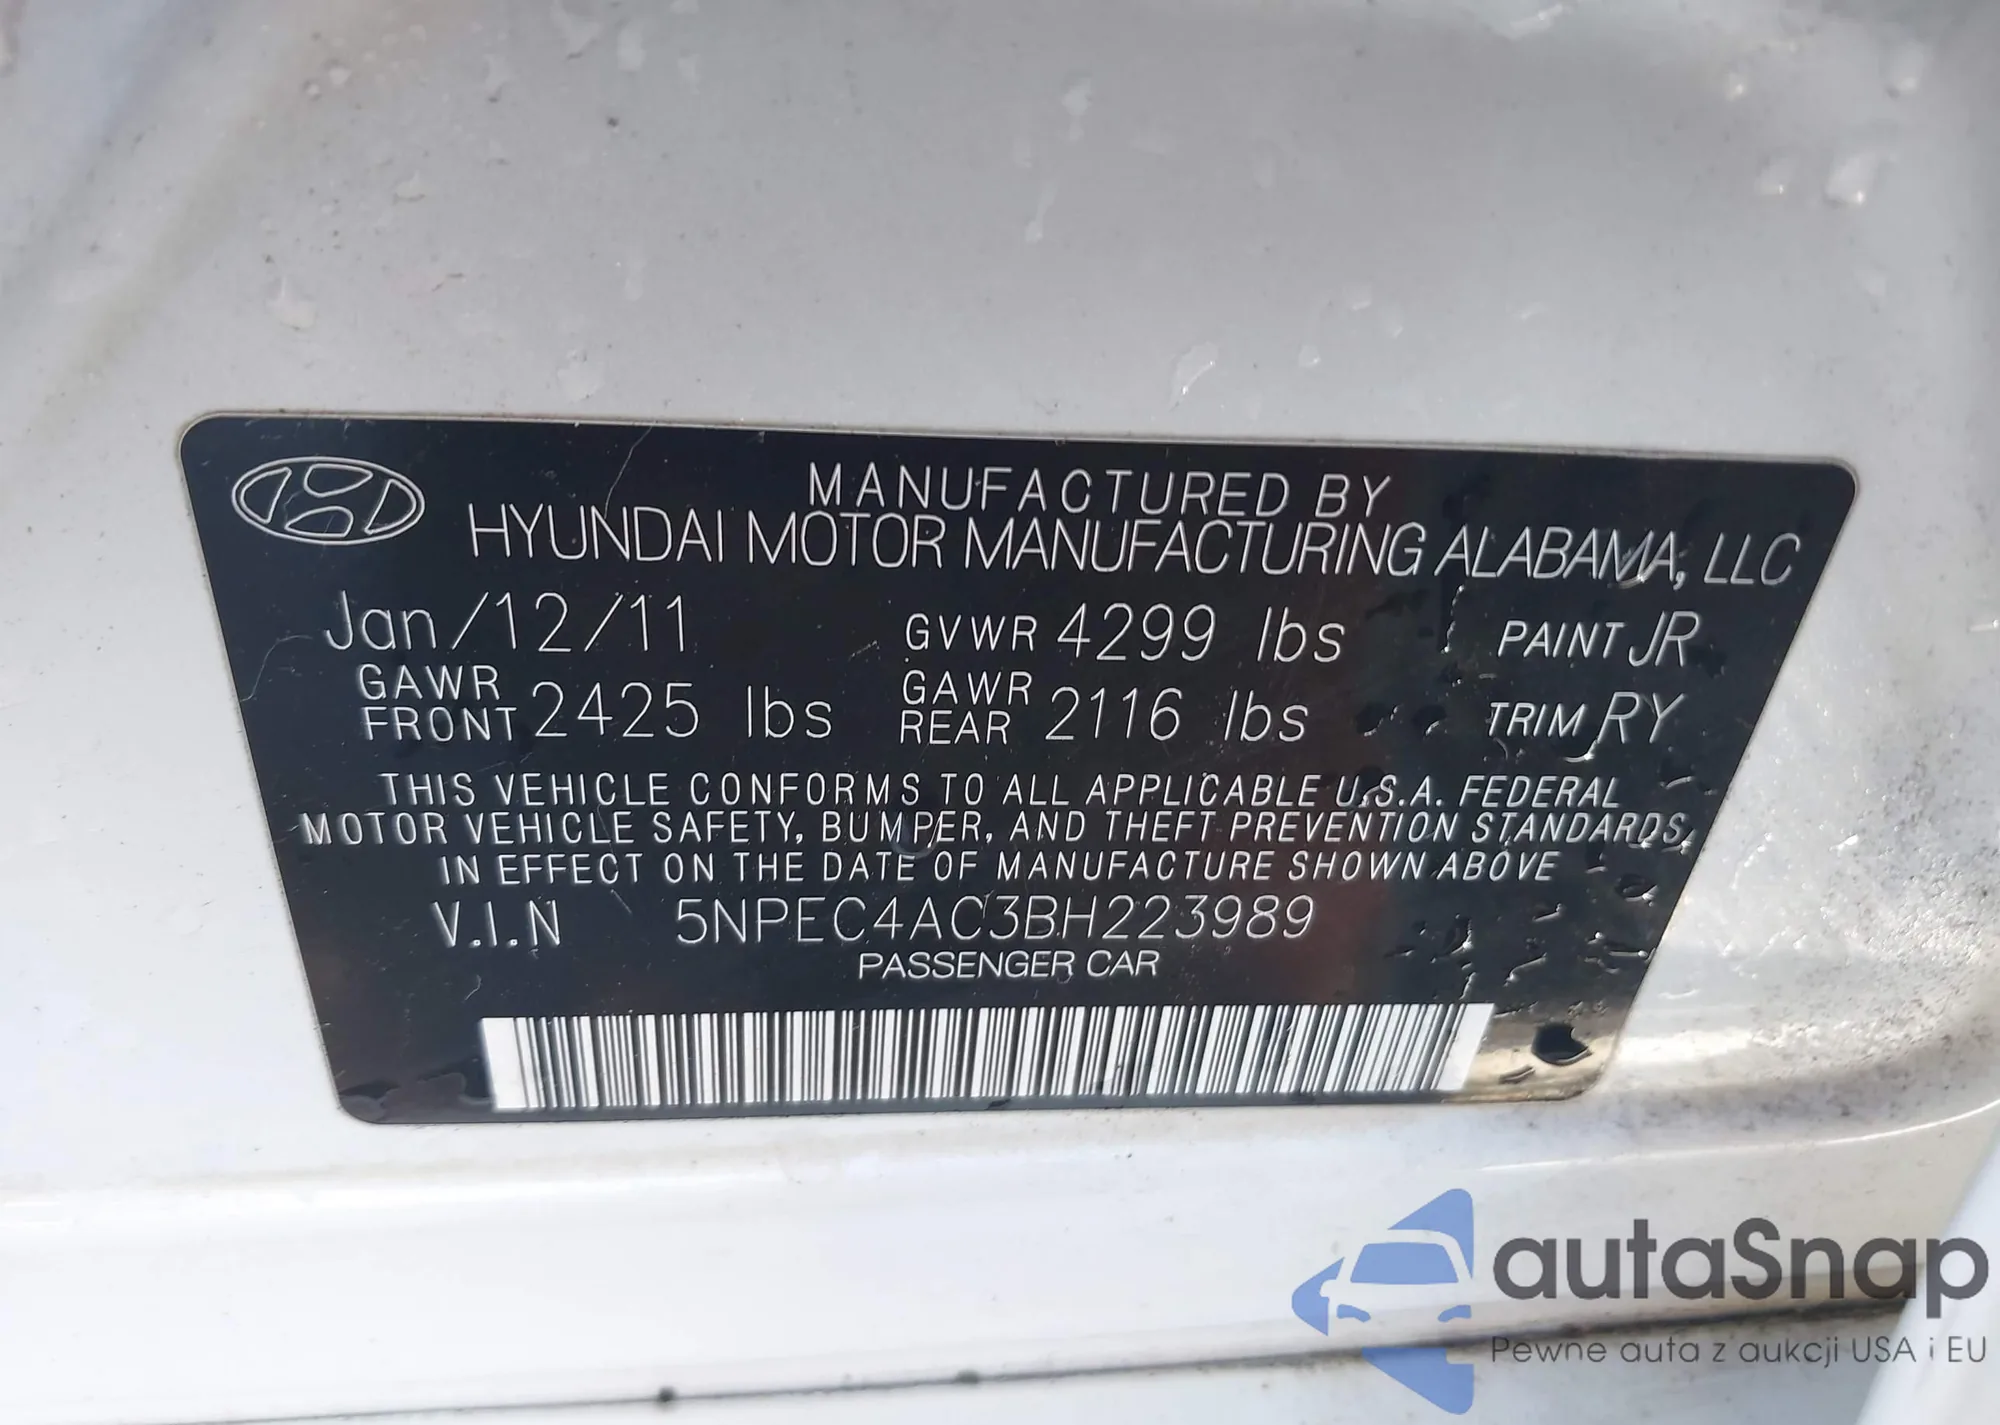 MANUFACTURED BY
HYUNDAI MOTOR MANUFACTURING ALABAMA, LLC
Jan/12/11 GVWR 4299 lbs PAINT JR
GAWR FRONT 2425 lbs GAWR REAR 2116 lbs TRIM RY
THIS VEHICLE CONFORMS TO ALL APPLICABLE U.S.A. FEDERAL
MOTOR VEHICLE SAFETY, BUMPER, AND THEFT PREVENTION STANDARDS,
IN EFFECT ON THE DATE OF MANUFACTURE SHOWN ABOVE
V.I.N 5NPEC4AC3BH223989
PASSENGER CAR
autaSnap
Pewne auta z aukcji USA i EU